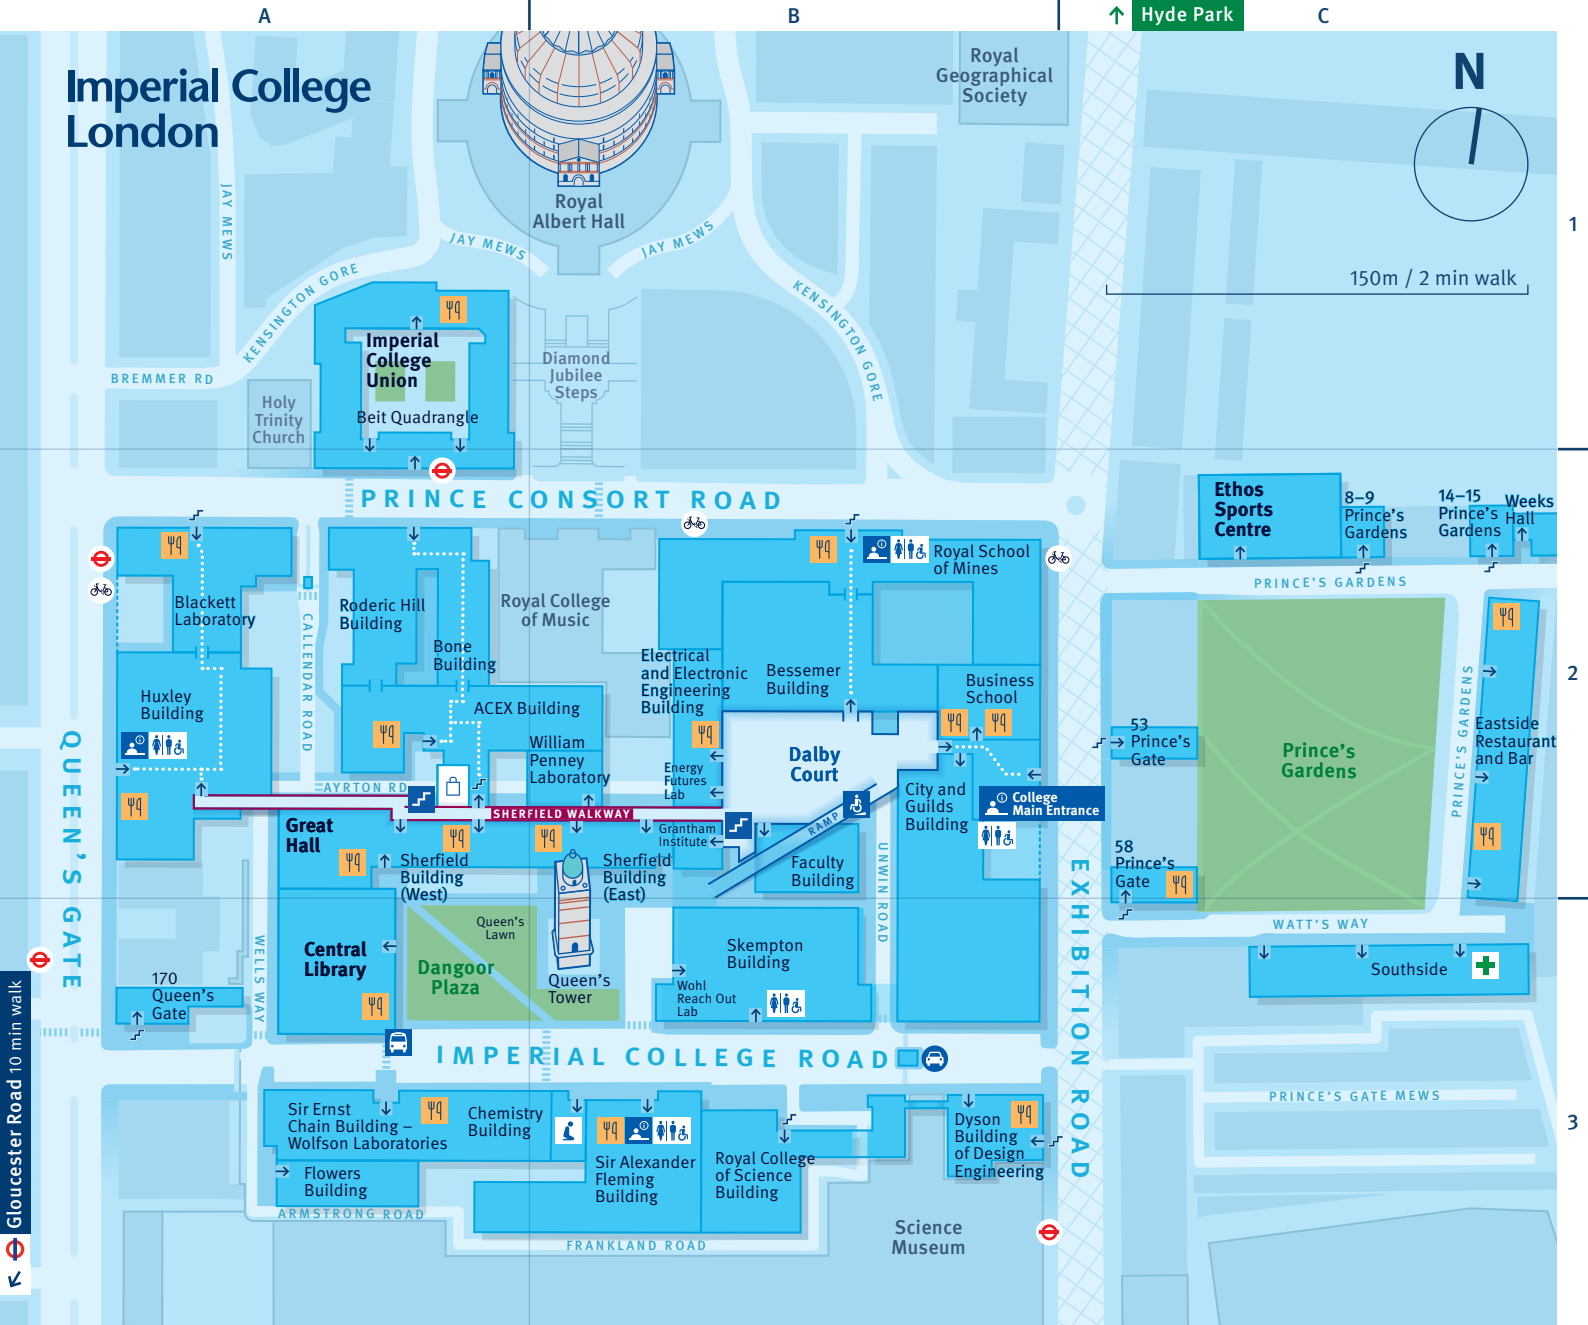 A
B
Hyde Park
C
Imperial College
London
N
150m / 2 min walk
1
2
3
Royal
Geographical
Society
Royal
Albert Hall
JAY MEWS
JAY MEWS
JAY MEWS
KENSINGTON GORE
KENSINGTON GORE
BREMMER RD
Imperial
College
Union
Beit Quadrangle
Holy
Trinity
Church
Diamond
Jubilee
Steps
PRINCE CONSORT ROAD
Ethos
Sports
Centre
8–9
Prince's
Gardens
14–15
Prince's
Gardens
Weeks
Hall
PRINCE'S GARDENS
Blackett
Laboratory
CALLENDAR ROAD
Roderic Hill
Building
Bone
Building
Royal College
of Music
Royal School
of Mines
Electrical
and Electronic
Engineering
Building
Bessemer
Building
Business
School
Huxley
Building
ACEX Building
William
Penney
Laboratory
Energy
Futures
Lab
Dalby
Court
53
Prince's
Gate
Prince's
Gardens
PRINCE'S GARDENS
Eastside
Restaurant
and Bar
QUEEN'S GATE
AYRTON RD
SHERFIELD WALKWAY
City and
Guilds
Building
College
Main Entrance
Great
Hall
Grantham
Institute
RAMP
Sherfield
Building
(West)
Sherfield
Building
(East)
Faculty
Building
UNWIN ROAD
EXHIBITION ROAD
58
Prince's
Gate
WATT'S WAY
Queen's
Lawn
Central
Library
Dangoor
Plaza
Queen's
Tower
Skempton
Building
Wohl
Reach Out
Lab
Southside
WELLS WAY
170
Queen's
Gate
Gloucester Road 10 min walk
IMPERIAL COLLEGE ROAD
PRINCE'S GATE MEWS
Sir Ernst
Chain Building –
Wolfson Laboratories
Chemistry
Building
Flowers
Building
Sir Alexander
Fleming
Building
Royal College
of Science
Building
Dyson
Building
of Design
Engineering
ARMSTRONG ROAD
FRANKLAND ROAD
Science
Museum